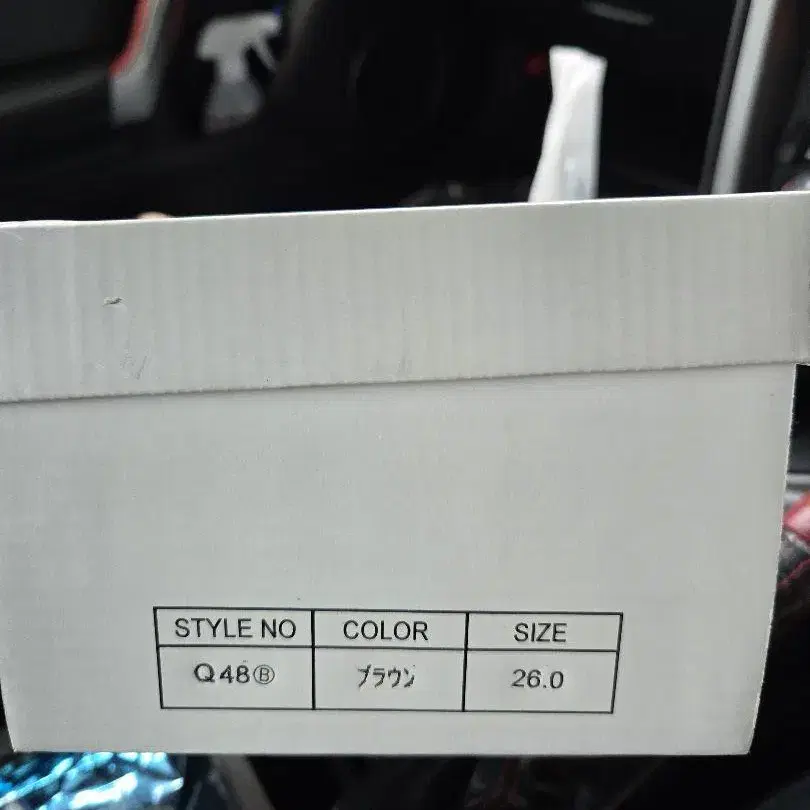 STYLE NO COLOR SIZE
Q48Ⓑ ブラウン 26.0